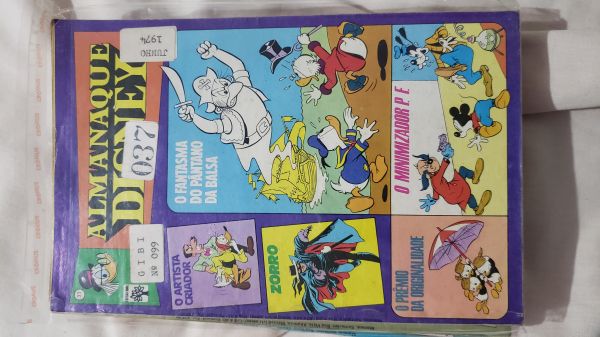 ALMANAQUE
DISNEY
JUNHO
1974
037
GIBI
Nº 099
O FANTASMA
DO PÂNTANO
DA BALSA
O MINIMIZADOR P. E.
O ARTISTA
CRIADOR
ZORRO
O PRÊMIO
DA ORIGINALIDADE